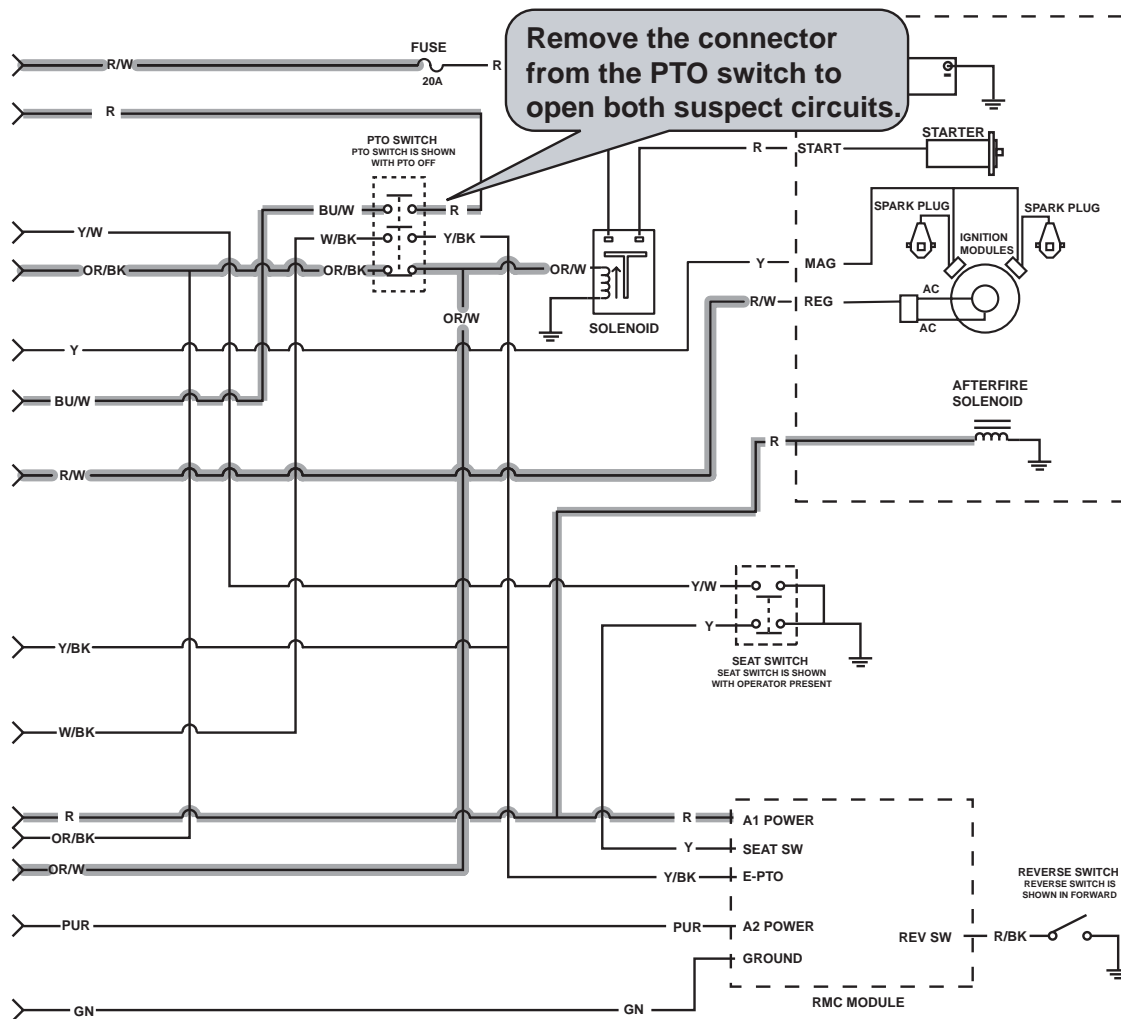 Remove the connector
from the PTO switch to
open both suspect circuits.
FUSE
R/W
20A
R
-
R
STARTER
R
START
PTO SWITCH
PTO SWITCH IS SHOWN
WITH PTO OFF
BU/W
R
SPARK PLUG
SPARK PLUG
Y/W
W/BK
Y/BK
IGNITION
MODULES
OR/BK
OR/BK
OR/W
Y
MAG
AC
R/W
REG
AC
OR/W
SOLENOID
Y
BU/W
AFTERFIRE
SOLENOID
R
R/W
Y/W
Y
Y/BK
SEAT SWITCH
SEAT SWITCH IS SHOWN
WITH OPERATOR PRESENT
W/BK
R
R
A1 POWER
OR/BK
Y
SEAT SW
OR/W
Y/BK
E-PTO
REVERSE SWITCH
REVERSE SWITCH IS
SHOWN IN FORWARD
PUR
PUR
A2 POWER
REV SW
R/BK
GROUND
GN
GN
RMC MODULE